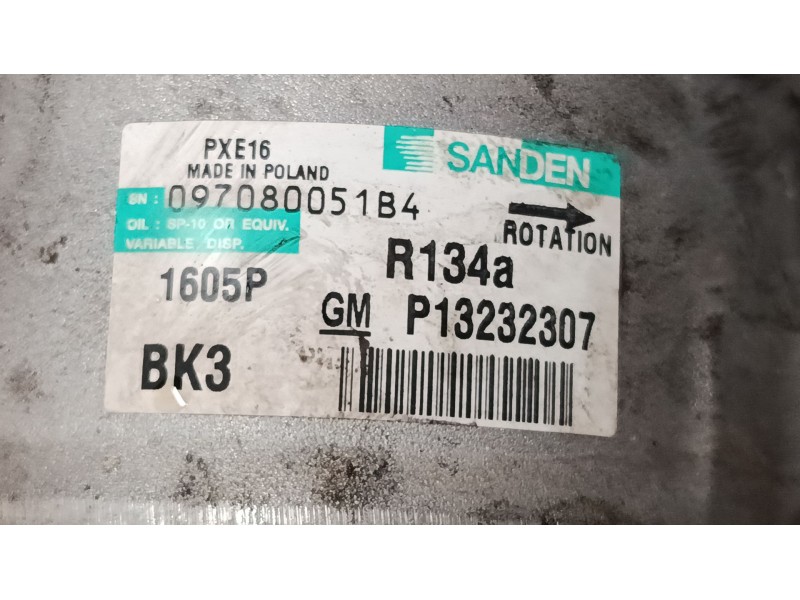 PXE16
MADE IN POLAND
SANDEN
SN : 097080051B4
OIL : SP-10 OR EQUIV.
VARIABLE DISP.
ROTATION
1605P
R134a
GM P13232307
BK3